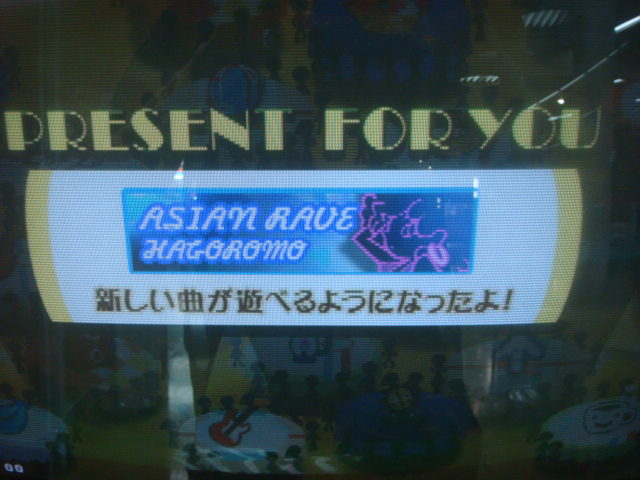 PRESENT FOR YOU
ASIAN RAVE
HAGOROMO
新しい曲が遊べるようになったよ!
00